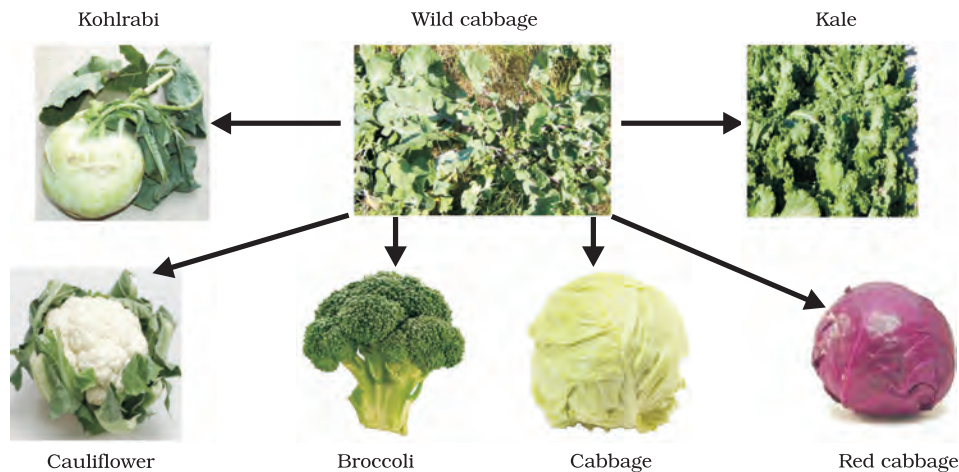 Kohlrabi
Wild cabbage
Kale
Cauliflower
Broccoli
Cabbage
Red cabbage